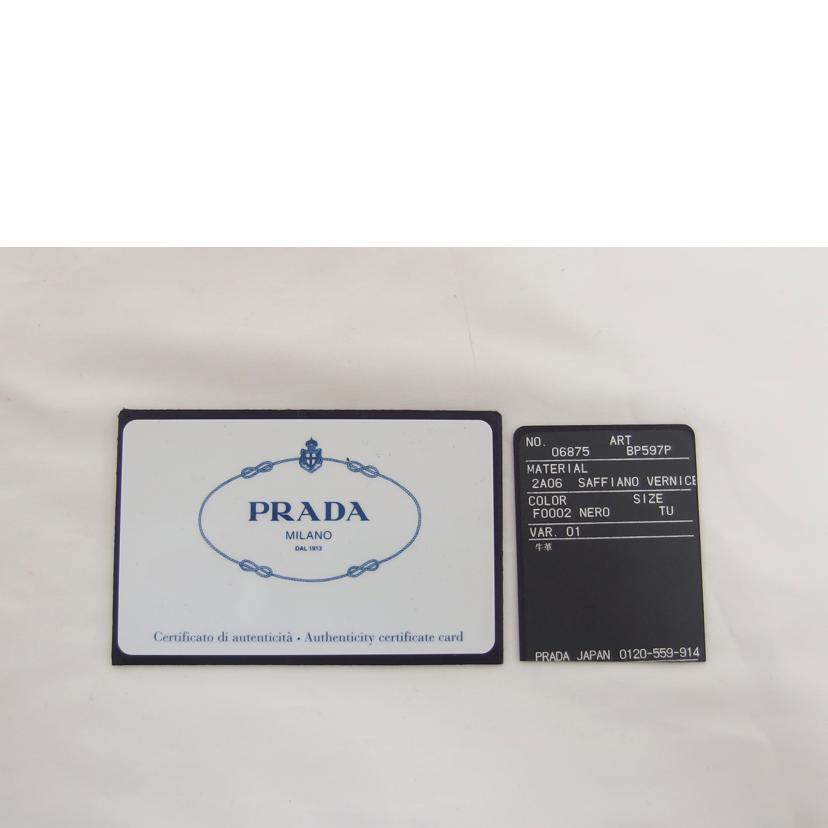 PRADA
MILANO
DAL 1913
Certificato di autenticità • Authenticity certificate card
NO. ART
06875 BP597P
MATERIAL
2A06 SAFFIANO VERNICE
COLOR SIZE
F0002 NERO TU
VAR. 01
牛革
PRADA JAPAN 0120-559-914